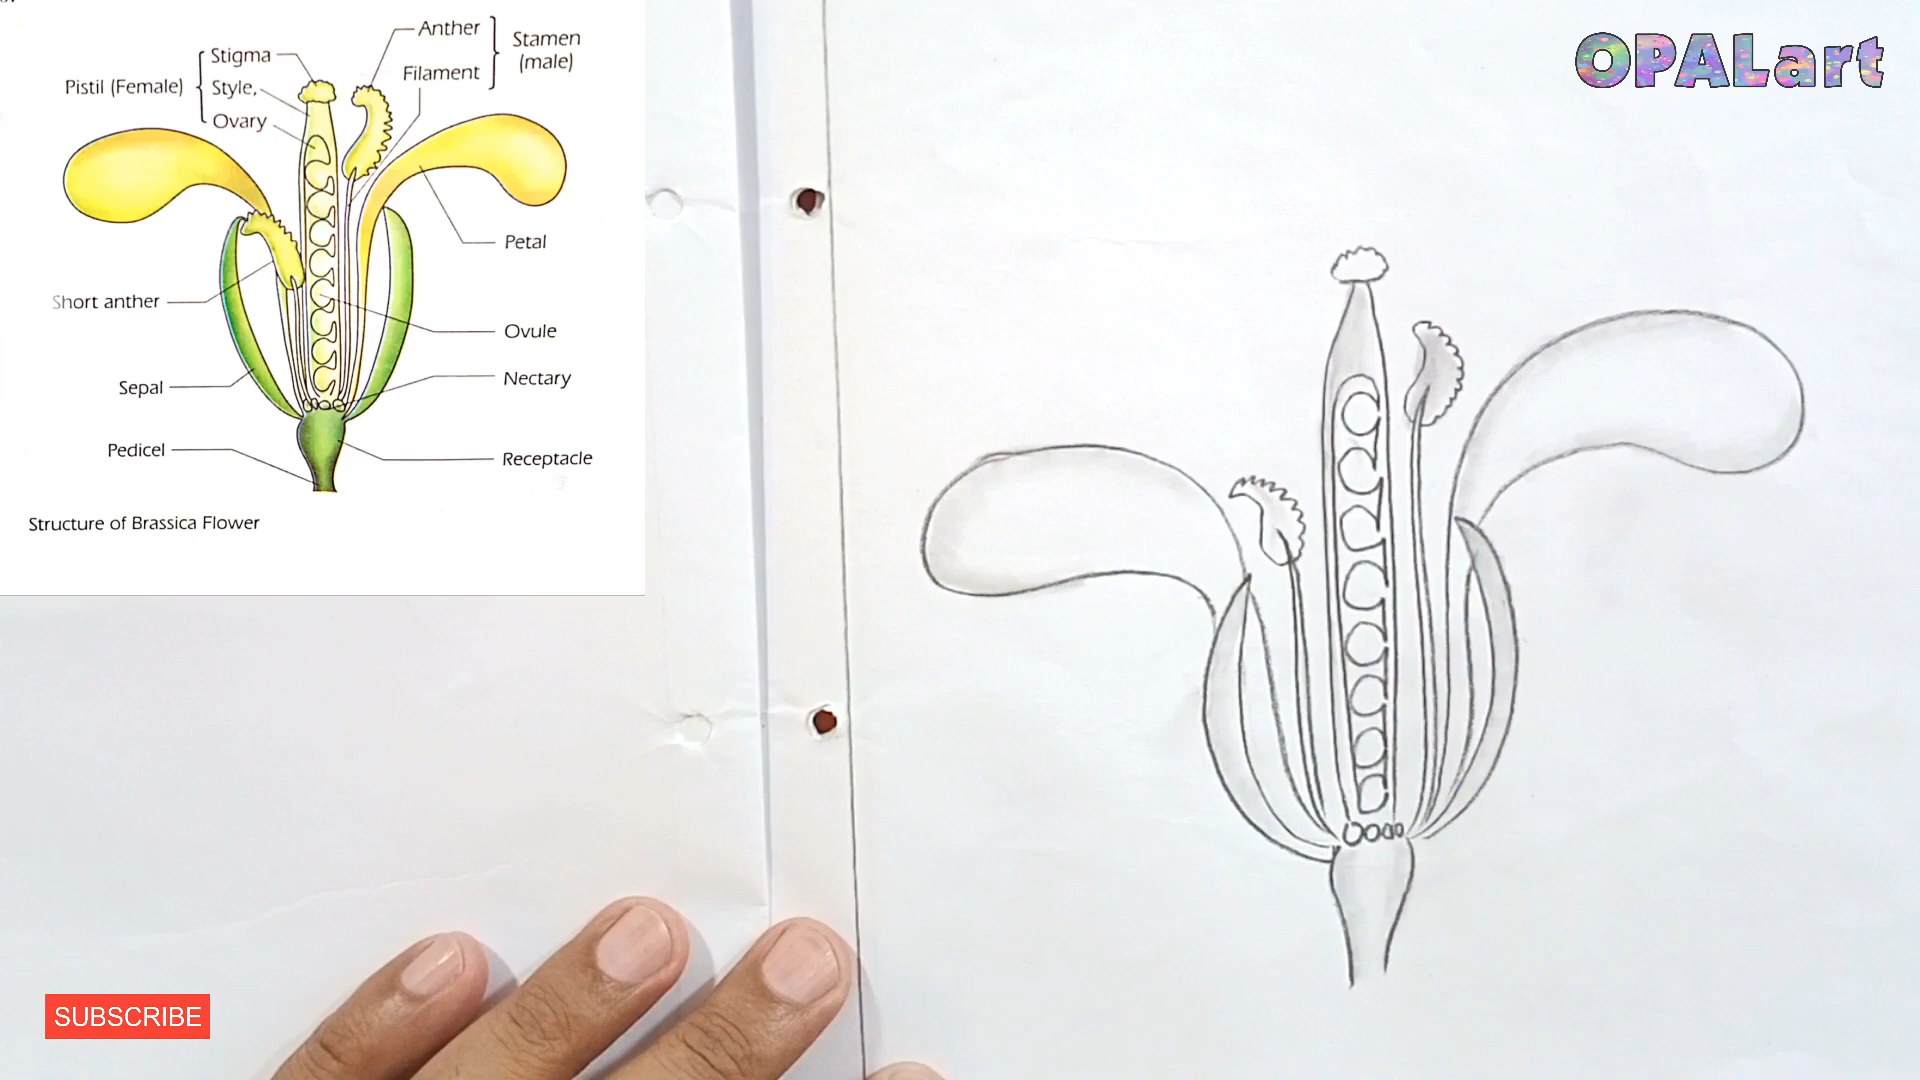 OPALart
Anther
Stamen
(male)
Filament
Stigma
Pistil (Female)
Style,
Ovary
Petal
Short anther
Ovule
Sepal
Nectary
Pedicel
Receptacle
Structure of Brassica Flower
SUBSCRIBE